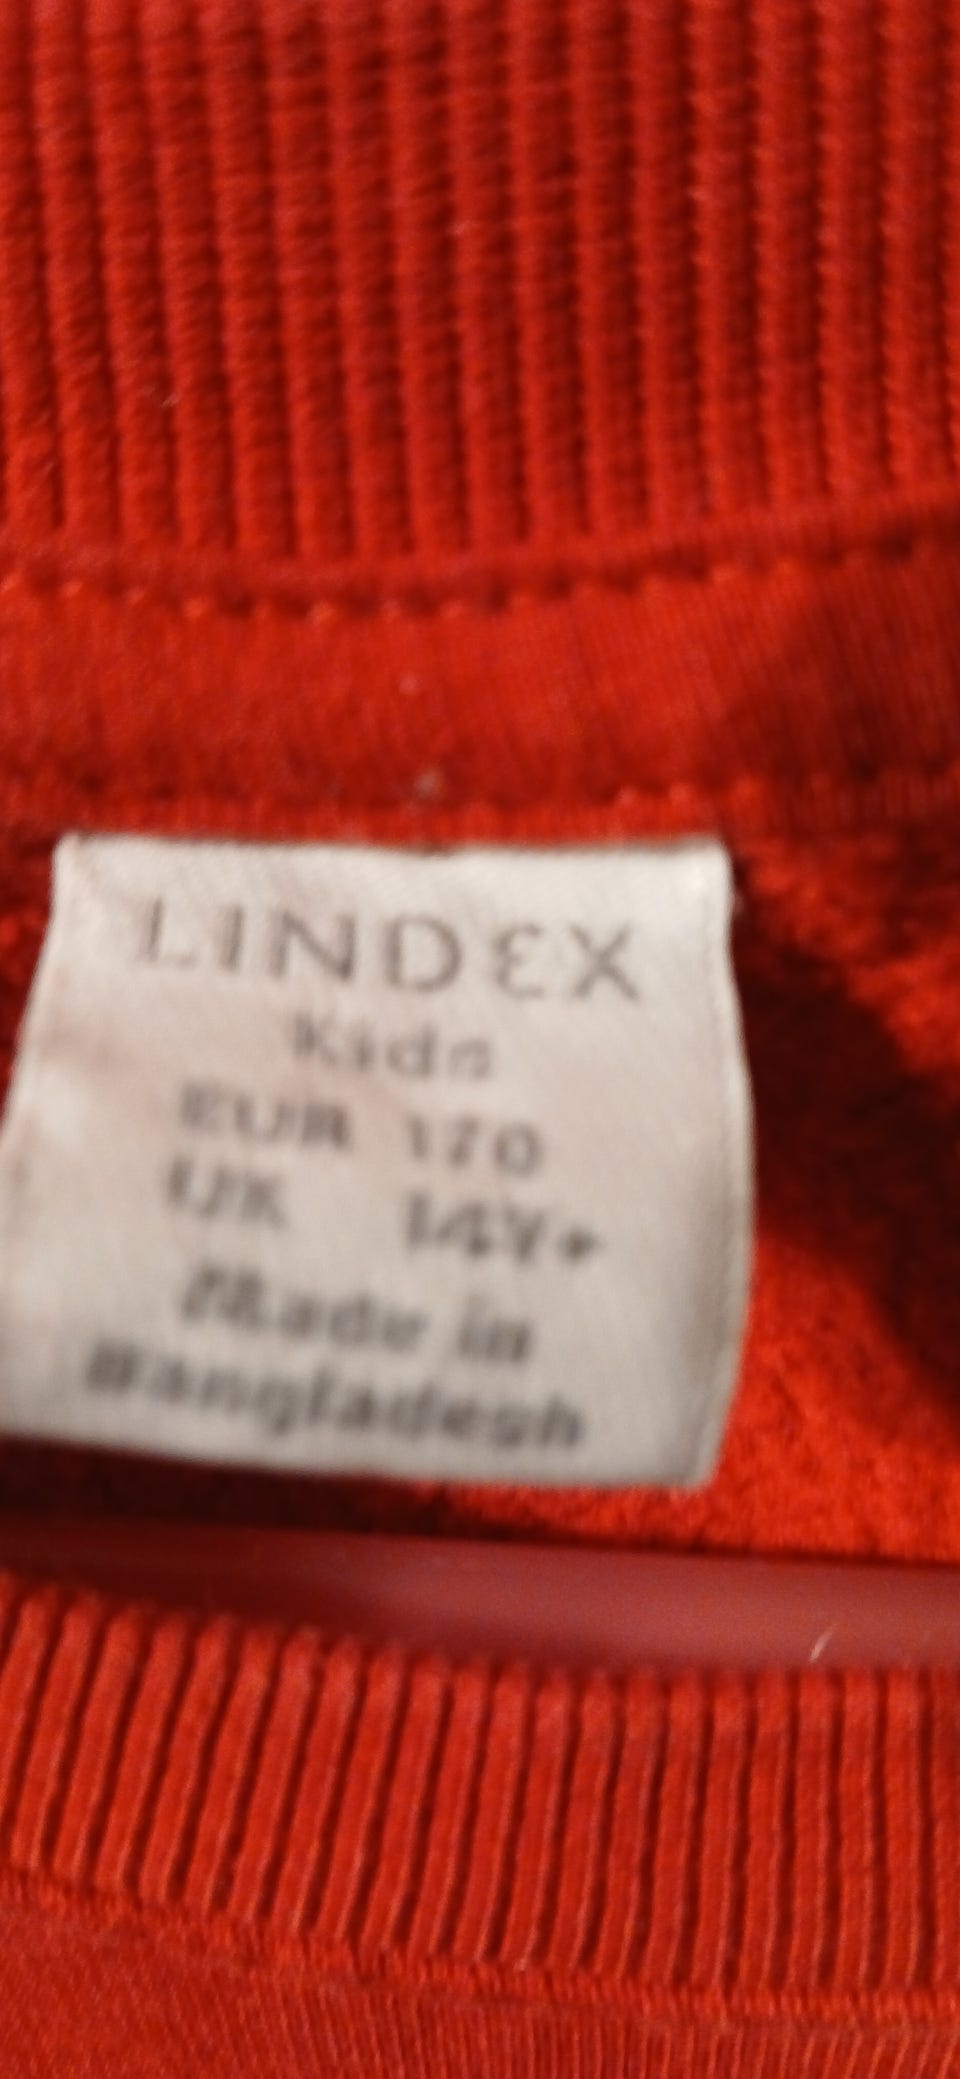 LINDEX
Kids
EUR 170
UK 14Y+
Made in
Bangladesh